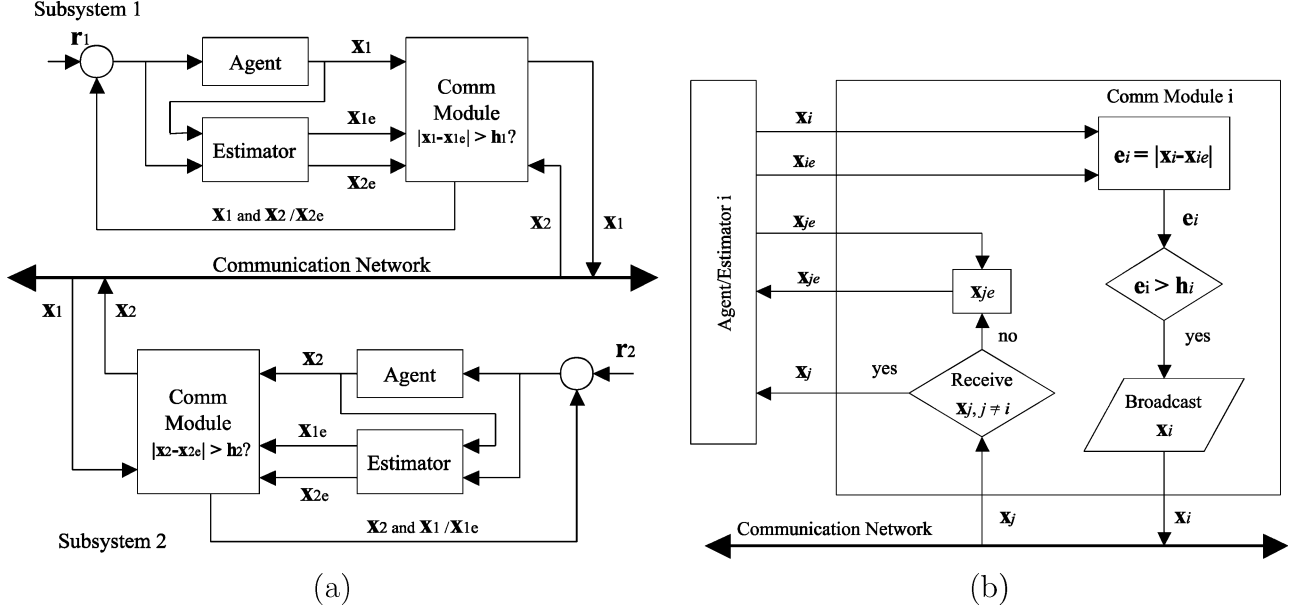 Subsystem 1
r1
Agent
x1
Comm
Module
|x1-x1e| > h1?
x1e
Estimator
x2e
x1 and x2 /x2e
x2
x1
Communication Network
x1
x2
x2
r2
Agent
Comm
Module
|x2-x2e| > h2?
x1e
Estimator
x2e
x2 and x1 /x1e
Subsystem 2
(a)
Comm Module i
Agent/Estimator i
xi
xie
ei = |xi-xie|
ei
xje
xje
xje
ei > hi
no
yes
xj
yes
Receive
xj, j ≠ i
Broadcast
xi
xj
xi
Communication Network
(b)